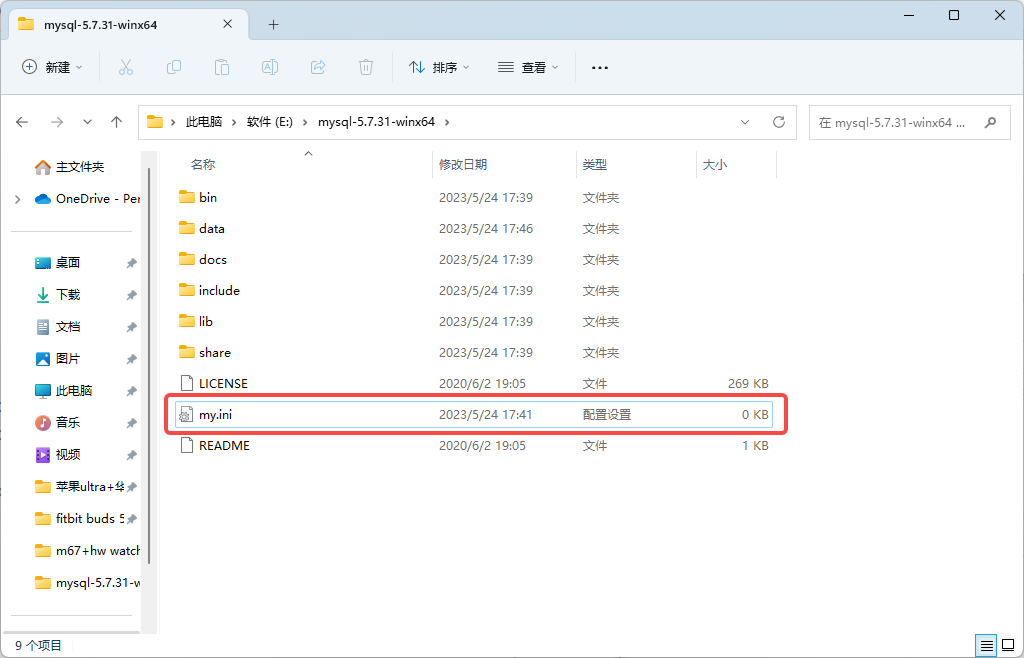 mysql-5.7.31-winx64
新建
排序
查看
此电脑
软件 (E:)
mysql-5.7.31-winx64
在 mysql-5.7.31-winx64 ...
主文件夹
OneDrive - Per
桌面
下载
文档
图片
此电脑
音乐
视频
苹果ultra+华
fitbit buds 5
m67+hw watch
mysql-5.7.31-w
名称 修改日期 类型 大小
bin 2023/5/24 17:39 文件夹
data 2023/5/24 17:46 文件夹
docs 2023/5/24 17:39 文件夹
include 2023/5/24 17:39 文件夹
lib 2023/5/24 17:39 文件夹
share 2023/5/24 17:39 文件夹
LICENSE 2020/6/2 19:05 文件 269 KB
my.ini 2023/5/24 17:41 配置设置 0 KB
README 2020/6/2 19:05 文件 1 KB
9 个项目